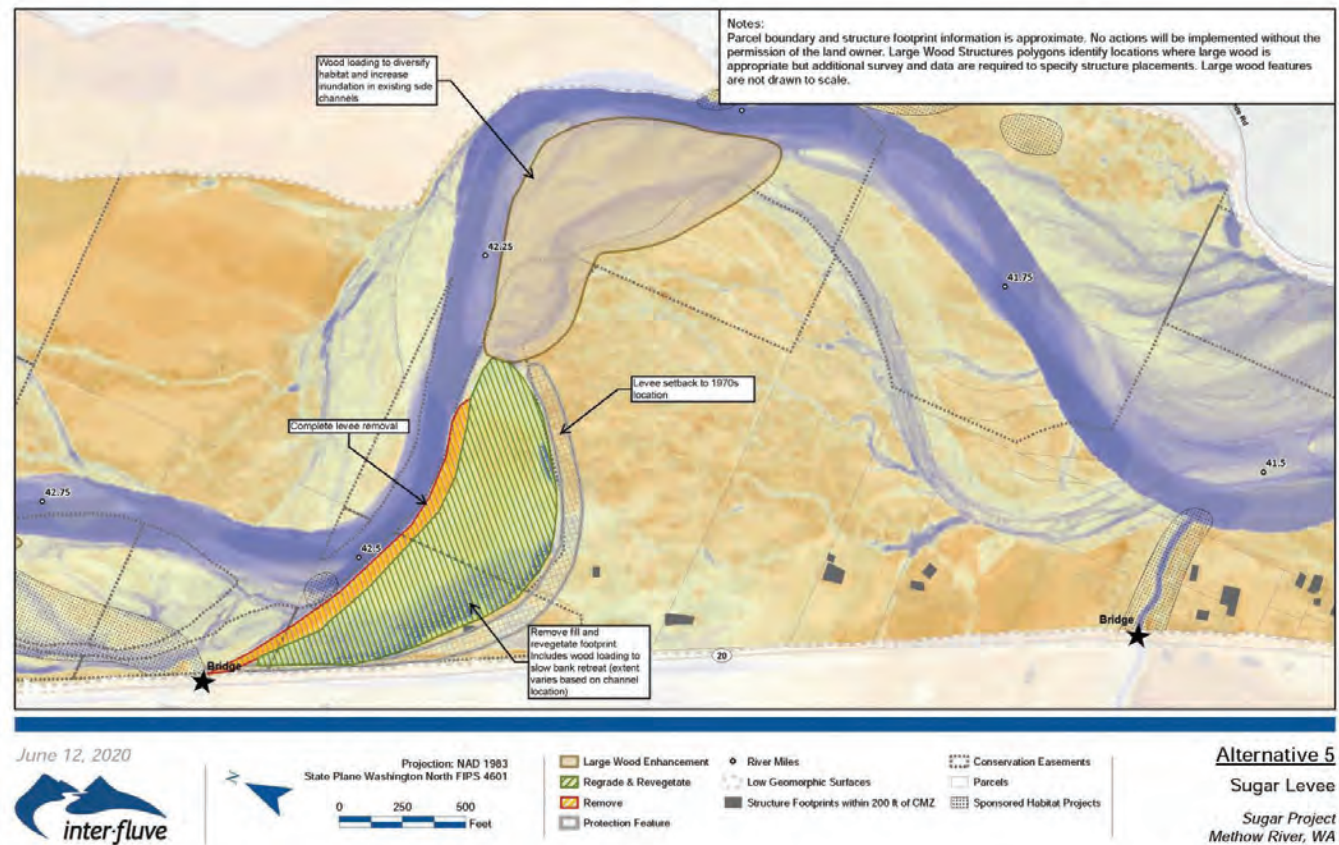 Notes:
Parcel boundary and structure footprint information is approximate. No actions will be implemented without the
permission of the land owner. Large Wood Structures polygons identify locations where large wood is
appropriate but additional survey and data are required to specify structure placements. Large wood features
are not drawn to scale.
Wood loading to diversify
habitat and increase
inundation in existing side
channels
42.25
41.75
Levee setback to 1970s
location
Complete levee removal
42.75
41.5
42.5
Remove fill and
revegetate footprint
Includes wood loading to
slow bank retreat (extent
varies based on channel
location)
Bridge
20
Bridge
June 12, 2020
inter-fluve
N
Projection: NAD 1983
State Plane Washington North FIPS 4601
0 250 500
Feet
Large Wood Enhancement
Regrade & Revegetate
Remove
Protection Feature
River Miles
Low Geomorphic Surfaces
Structure Footprints within 200 ft of CMZ
Conservation Easements
Parcels
Sponsored Habitat Projects
Alternative 5
Sugar Levee
Sugar Project
Methow River, WA